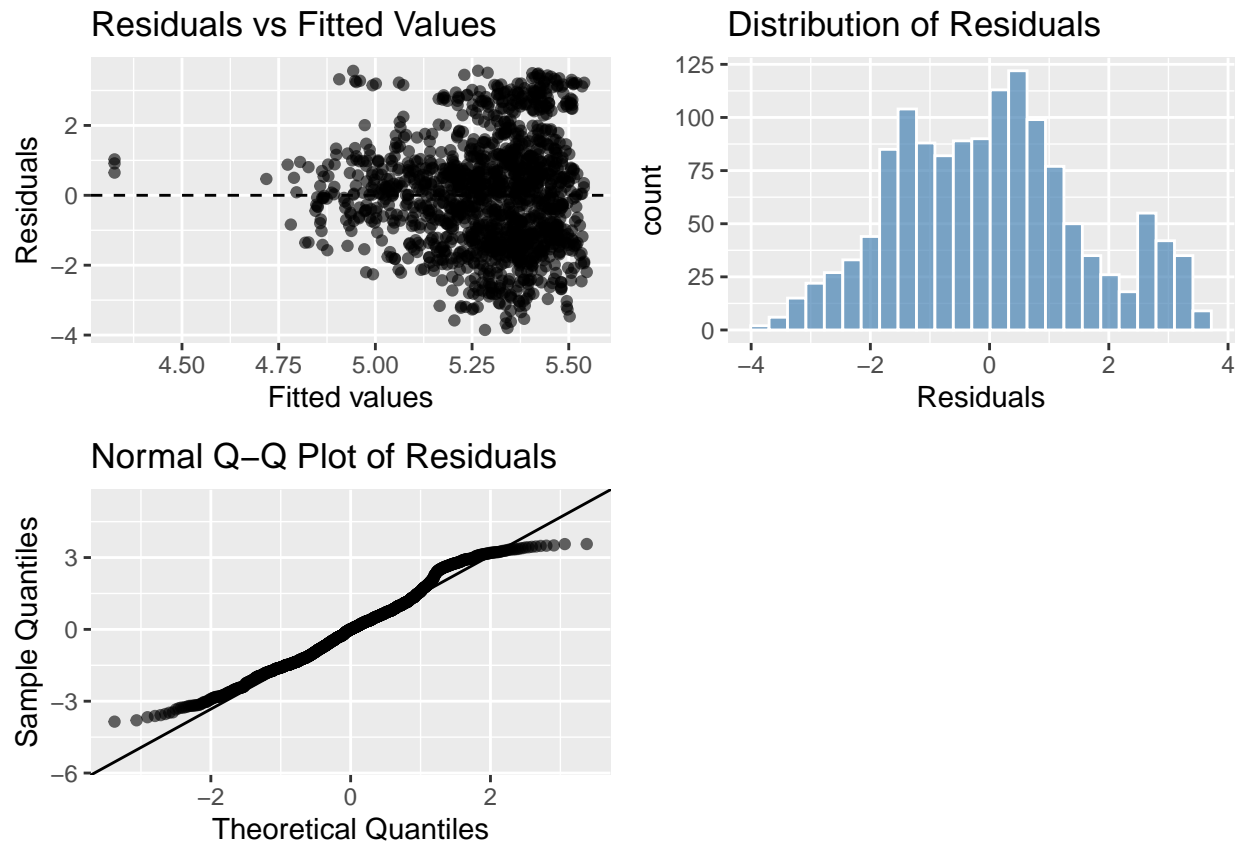 Residuals vs Fitted Values
Residuals
2
0
−2
−4
4.50 4.75 5.00 5.25 5.50
Fitted values
Distribution of Residuals
count
125
100
75
50
25
0
−4 −2 0 2 4
Residuals
Normal Q−Q Plot of Residuals
Sample Quantiles
3
0
−3
−6
−2 0 2
Theoretical Quantiles